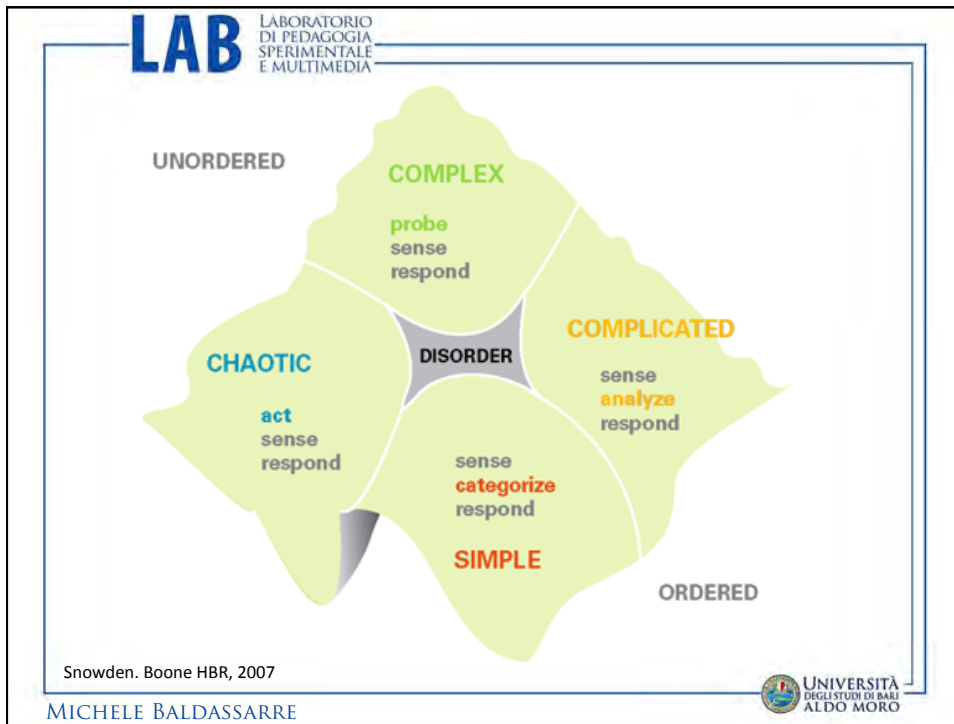 LAB
LABORATORIO
DI PEDAGOGIA
SPERIMENTALE
E MULTIMEDIA
UNORDERED
COMPLEX
probe
sense
respond
COMPLICATED
sense
analyze
respond
DISORDER
CHAOTIC
act
sense
respond
sense
categorize
respond
SIMPLE
ORDERED
Snowden. Boone HBR, 2007
MICHELE BALDASSARRE
UNIVERSITÀ
DEGLI STUDI DI BARI
ALDO MORO